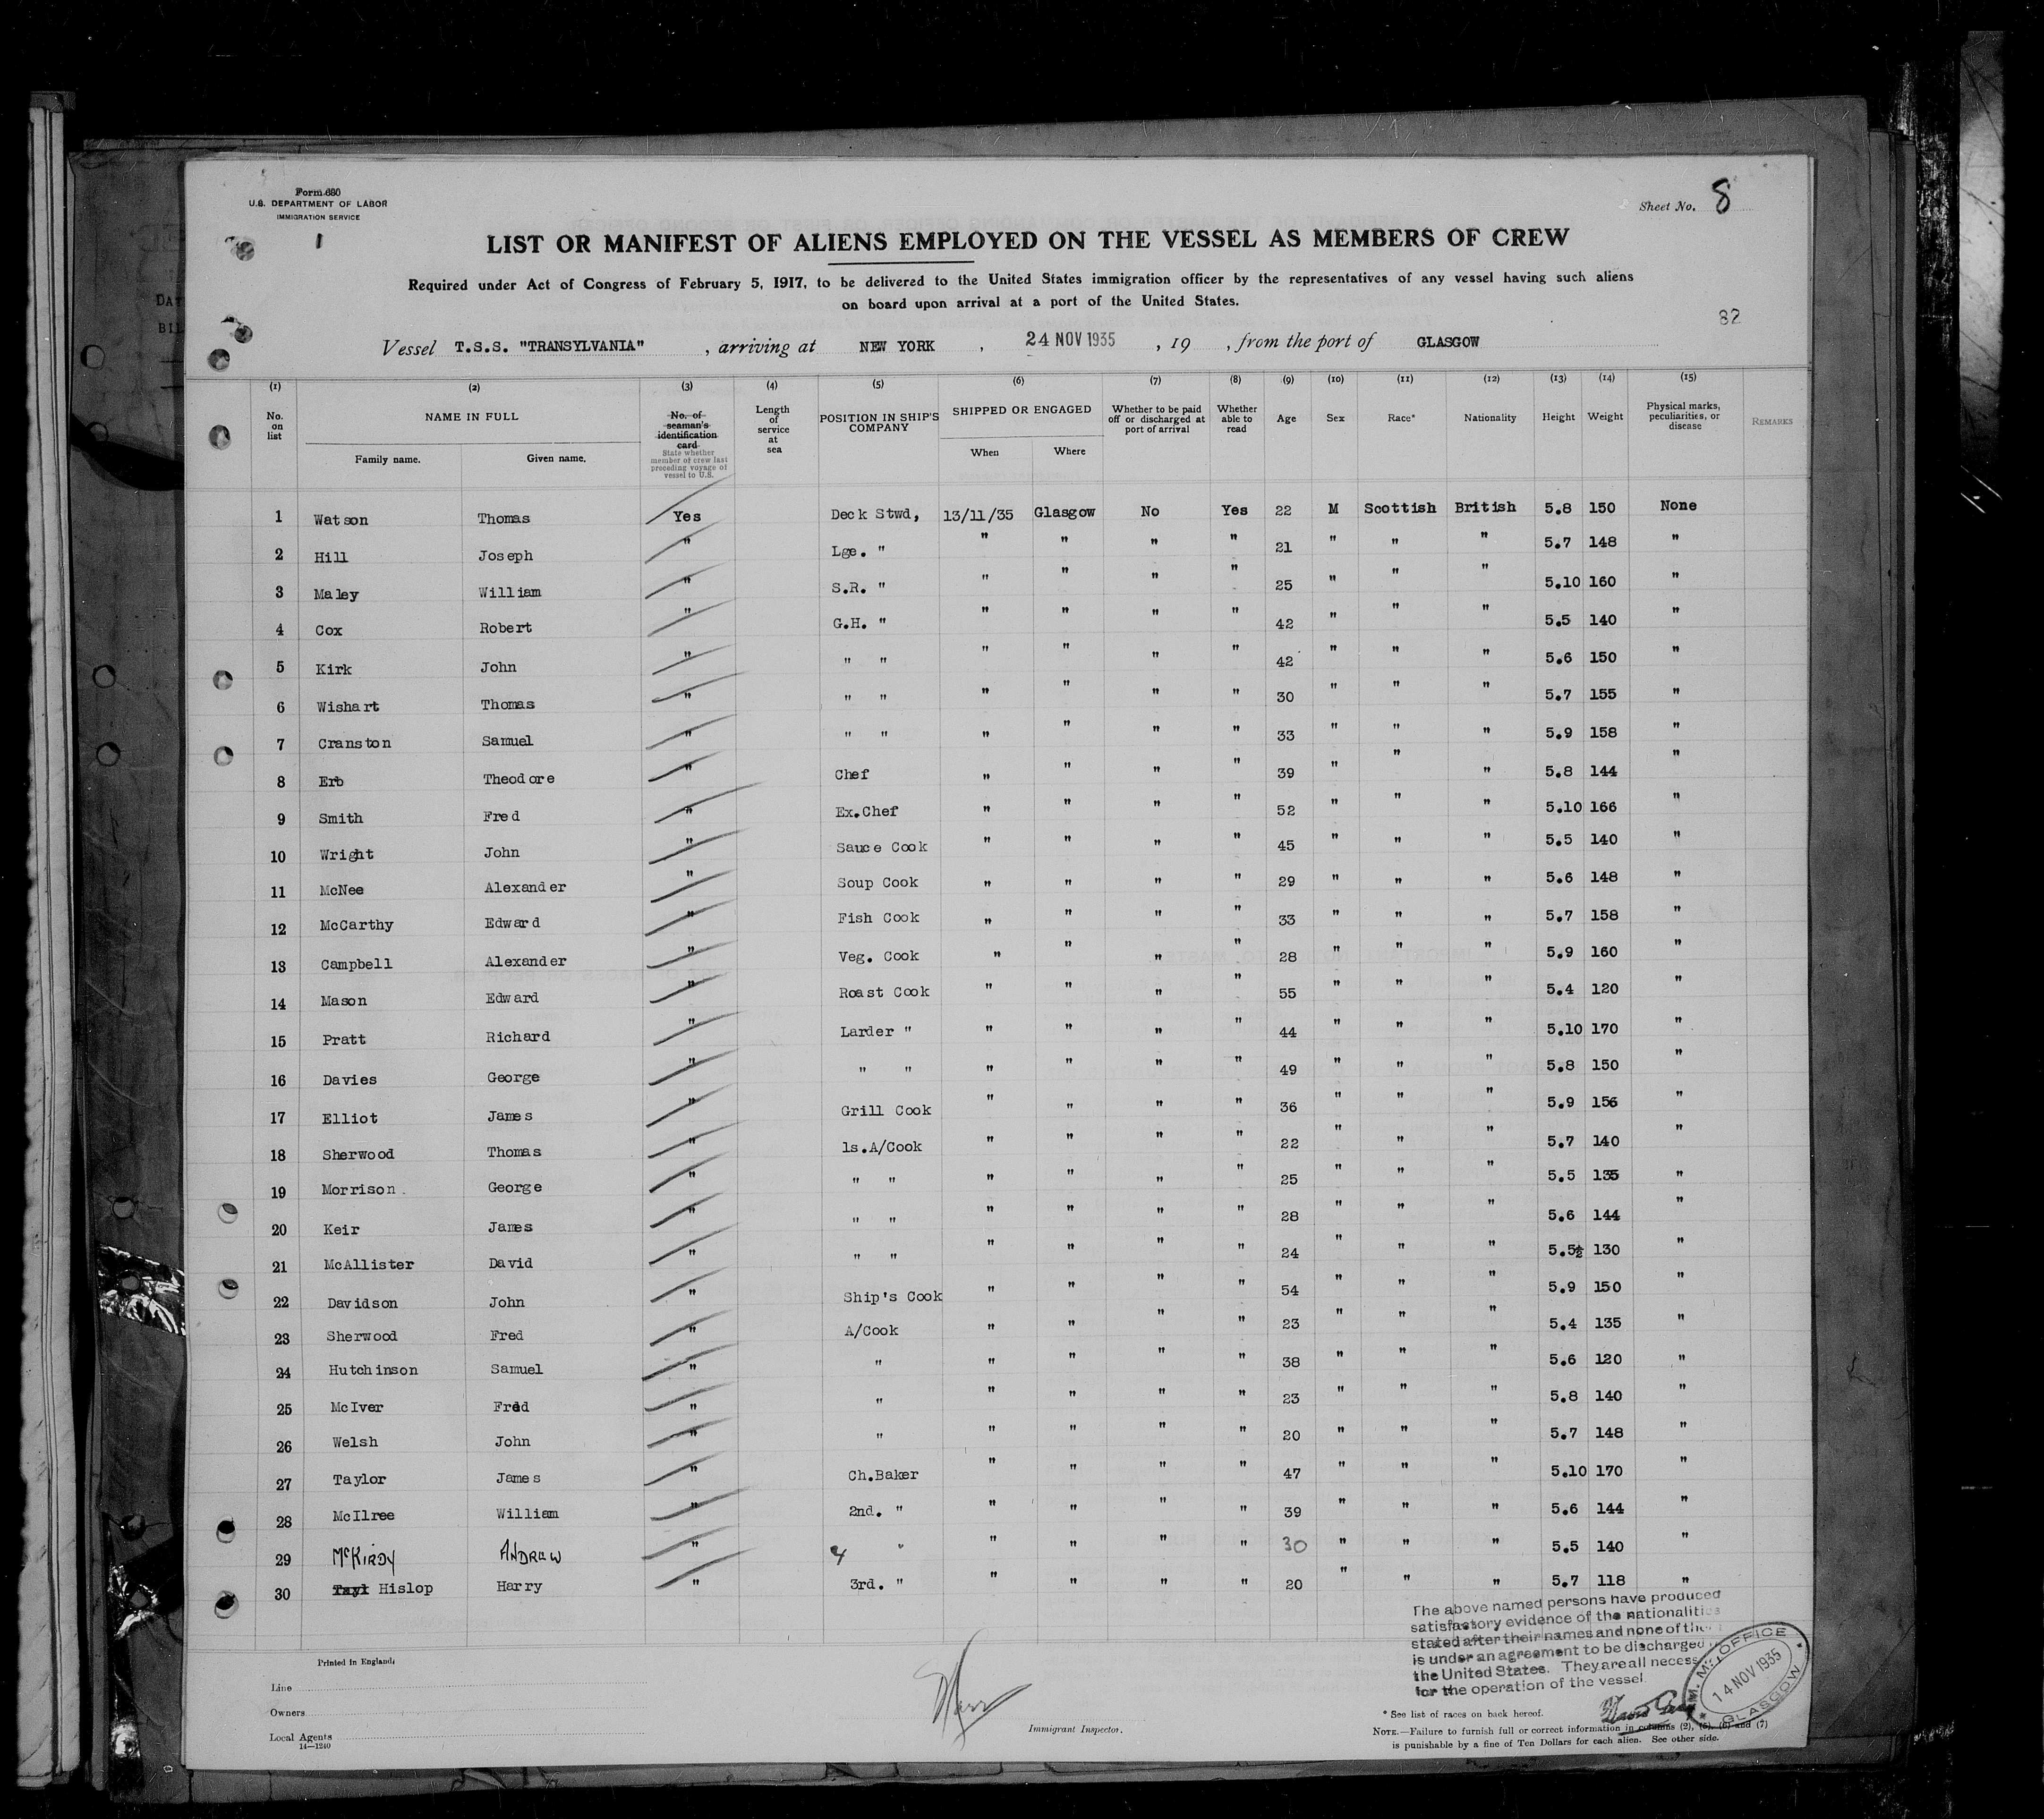 Form 680
U.S. DEPARTMENT OF LABOR
IMMIGRATION SERVICE
Sheet No. 8
LIST OR MANIFEST OF ALIENS EMPLOYED ON THE VESSEL AS MEMBERS OF CREW
Required under Act of Congress of February 5, 1917, to be delivered to the United States immigration officer by the representatives of any vessel having such aliens
on board upon arrival at a port of the United States.
82
Vessel T.S.S. "TRANSYLVANIA", arriving at NEW YORK, 24 NOV 1935, 19 , from the port of GLASGOW
(1) (2) (3) (4) (5) (6) (7) (8) (9) (10) (11) (12) (13) (14) (15)
No. on list NAME IN FULL Family name. Given name. No. of seaman's identification card State whether member of crew last preceding voyage of vessel to U.S. Length of service at sea POSITION IN SHIP'S COMPANY SHIPPED OR ENGAGED When Where Whether to be paid off or discharged at port of arrival Whether able to read Age Sex Race* Nationality Height Weight Physical marks, peculiarities, or disease REMARKS
1 Watson Thomas Yes Deck Stwd, 13/11/35 Glasgow No Yes 22 M Scottish British 5.8 150 None
2 Hill Joseph " Lge. " " " " " 21 " " " 5.7 148 "
3 Maley William " S.R. " " " " " 25 " " " 5.10 160 "
4 Cox Robert " G.H. " " " " " 42 " " " 5.5 140 "
5 Kirk John " " " " " " " 42 " " " 5.6 150 "
6 Wishart Thomas " " " " " " " 30 " " " 5.7 155 "
7 Cranston Samuel " " " " " " " 33 " " " 5.9 158 "
8 Erb Theodore " Chef " " " " 39 " " " 5.8 144 "
9 Smith Fred " Ex.Chef " " " " 52 " " " 5.10 166 "
10 Wright John " Sauce Cook " " " " 45 " " " 5.5 140 "
11 McNee Alexander " Soup Cook " " " " 29 " " " 5.6 148 "
12 McCarthy Edward " Fish Cook " " " " 33 " " " 5.7 158 "
13 Campbell Alexander " Veg. Cook " " " " 28 " " " 5.9 160 "
14 Mason Edward " Roast Cook " " " " 55 " " " 5.4 120 "
15 Pratt Richard " Larder " " " " " 44 " " " 5.10 170 "
16 Davies George " " " " " " " 49 " " " 5.8 150 "
17 Elliot James " Grill Cook " " " " 36 " " " 5.9 156 "
18 Sherwood Thomas " 1s.A/Cook " " " " 22 " " " 5.7 140 "
19 Morrison George " " " " " " " 25 " " " 5.5 135 "
20 Keir James " " " " " " " 28 " " " 5.6 144 "
21 McAllister David " " " " " " " 24 " " " 5.5½ 130 "
22 Davidson John " Ship's Cook " " " " 54 " " " 5.9 150 "
23 Sherwood Fred " A/Cook " " " " 23 " " " 5.4 135 "
24 Hutchinson Samuel " " " " " " 38 " " " 5.6 120 "
25 McIver Fred " " " " " " 23 " " " 5.8 140 "
26 Welsh John " " " " " " 20 " " " 5.7 148 "
27 Taylor James " Ch.Baker " " " " 47 " " " 5.10 170 "
28 McIlree William " 2nd. " " " " " 39 " " " 5.6 144 "
29 McKIRDY ANDREW " 4 " " " " " 30 " " " 5.5 140 "
30 Tayl Hislop Harry " 3rd. " " " " " 20 " " " 5.7 118 "
The above named persons have produced
satisfactory evidence of the nationalities
stated after their names and none of the
is under an agreement to be discharged
the United States. They are all necess
for the operation of the vessel
M.M. OFFICE
14 NOV 1935
GLASGOW
Printed in England.
Line
Owners
Local Agents
14—1240
Immigrant Inspector.
* See list of races on back hereof.
NOTE.—Failure to furnish full or correct information in columns (2), (5), (6) and (7)
is punishable by a fine of Ten Dollars for each alien. See other side.